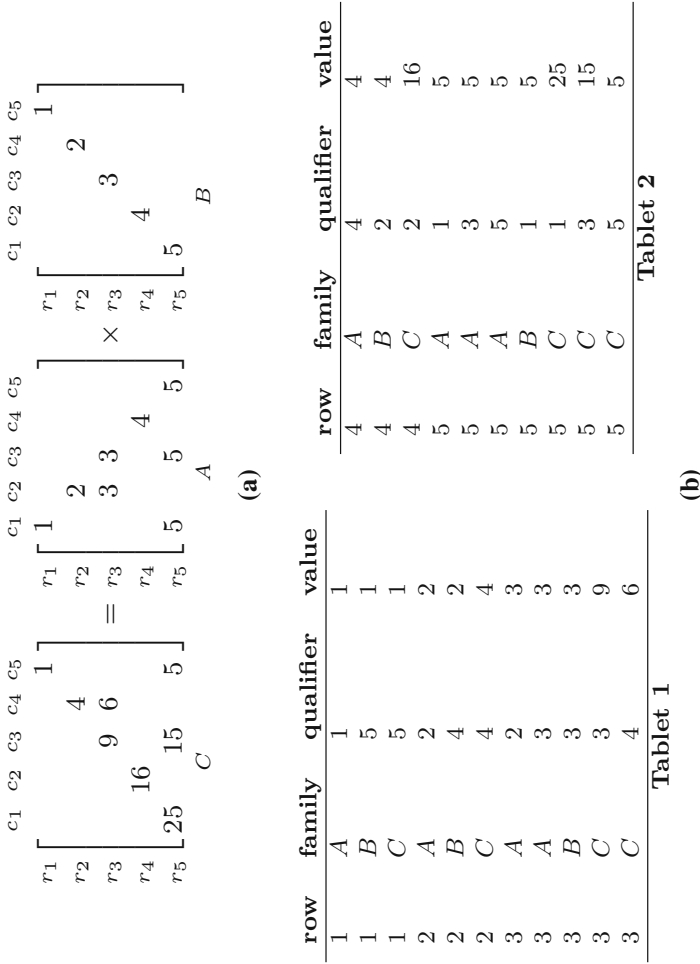 c1 c2 c3 c4 c5 c1 c2 c3 c4 c5 c1 c2 c3 c4 c5
r1 1 r1 1 r1 1
r2 4 r2 2 r2 2
r3 9 6 = r3 3 3 × r3 3
r4 16 r4 4 r4 4
r5 25 15 5 r5 5 5 5 r5 5
C A B
(a)
row family qualifier value
1 A 1 1
1 B 5 1
1 C 5 1
2 A 2 2
2 B 4 2
2 C 4 4
3 A 2 3
3 A 3 3
3 B 3 3
3 C 3 9
3 C 4 6
Tablet 1
row family qualifier value
4 A 4 4
4 B 2 4
4 C 2 16
5 A 1 5
5 A 3 5
5 A 5 5
5 B 1 5
5 C 1 25
5 C 3 15
5 C 5 5
Tablet 2
(b)